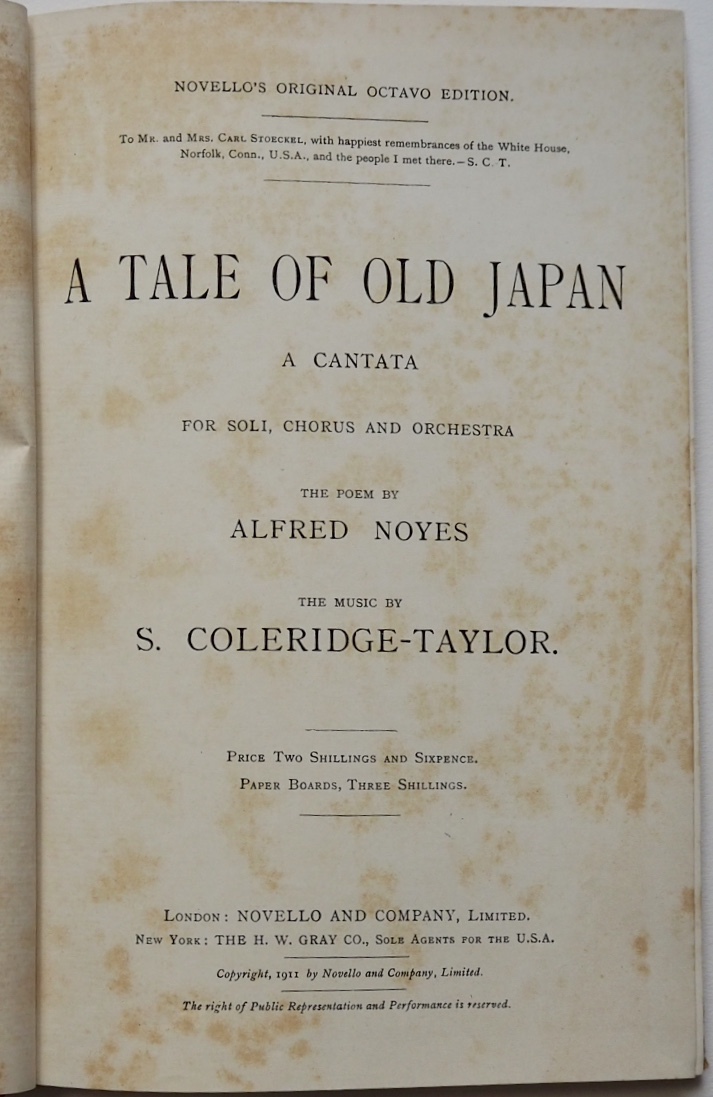 NOVELLO'S ORIGINAL OCTAVO EDITION.
To Mr. and Mrs. Carl Stoeckel, with happiest remembrances of the White House,
Norfolk, Conn., U.S.A., and the people I met there.—S. C. T.
A TALE OF OLD JAPAN
A CANTATA
FOR SOLI, CHORUS AND ORCHESTRA
THE POEM BY
ALFRED NOYES
THE MUSIC BY
S. COLERIDGE-TAYLOR.
Price Two Shillings and Sixpence.
Paper Boards, Three Shillings.
London: NOVELLO AND COMPANY, Limited.
New York: THE H. W. GRAY CO., Sole Agents for the U.S.A.
Copyright, 1911 by Novello and Company, Limited.
The right of Public Representation and Performance is reserved.